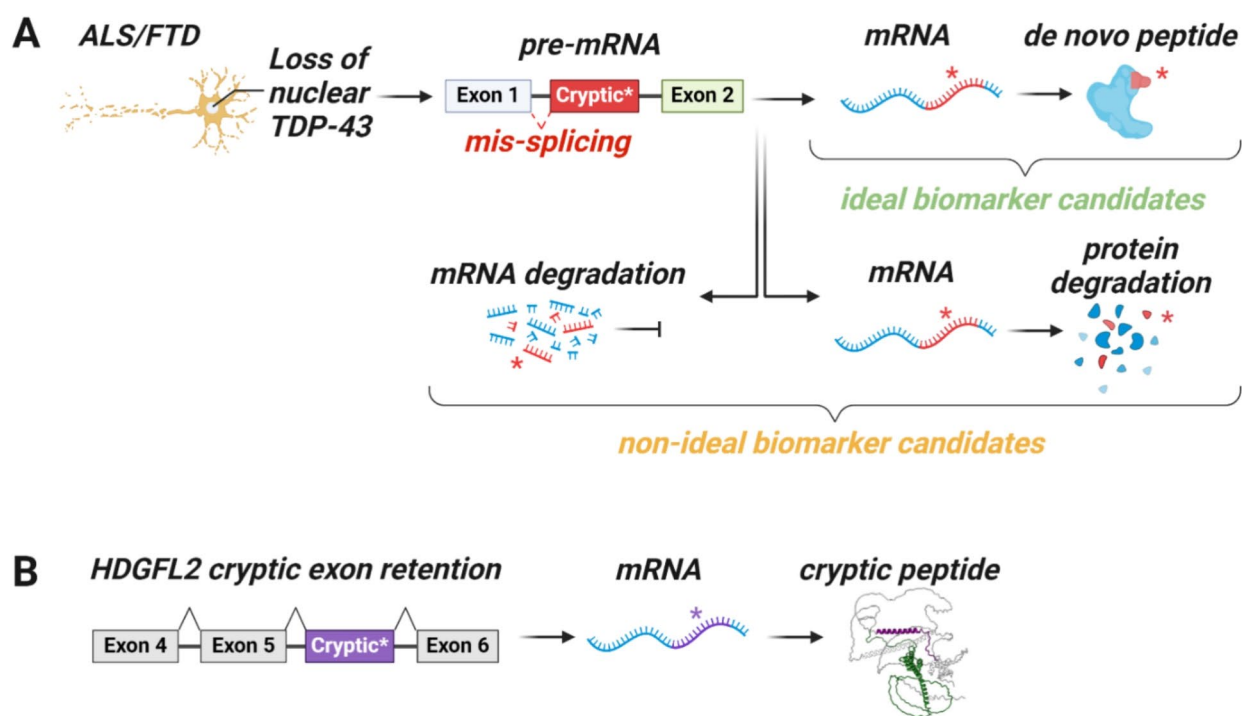 A
ALS/FTD
Loss of
nuclear
TDP-43
pre-mRNA
Exon 1
Cryptic*
Exon 2
mis-splicing
mRNA
*
de novo peptide
*
ideal biomarker candidates
mRNA degradation
*
mRNA
*
protein
degradation
*
non-ideal biomarker candidates
B
HDGFL2 cryptic exon retention
Exon 4
Exon 5
Cryptic*
Exon 6
mRNA
*
cryptic peptide